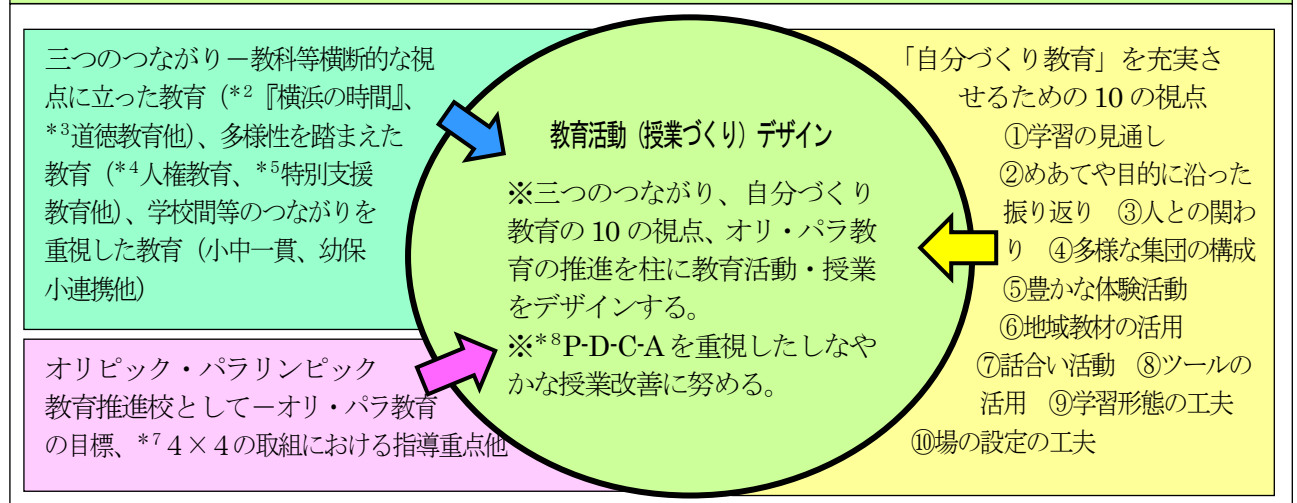 三つのつながり－教科等横断的な視
点に立った教育（*2『横浜の時間』、
*3道徳教育他）、多様性を踏まえた
教育（*4人権教育、*5特別支援
教育他）、学校間等のつながりを
重視した教育（小中一貫、幼保
小連携他）
オリピック・パラリンピック
教育推進校として－オリ・パラ教育
の目標、*7４×４の取組における指導重点他
教育活動（授業づくり）デザイン
※三つのつながり、自分づくり
教育の 10 の視点、オリ・パラ教
育の推進を柱に教育活動・授業
をデザインする。
※*8P-D-C-A を重視したしなや
かな授業改善に努める。
「自分づくり教育」を充実さ
せるための 10 の視点
①学習の見通し
②めあてや目的に沿った
振り返り　③人との関わ
り　④多様な集団の構成
⑤豊かな体験活動
⑥地域教材の活用
⑦話合い活動　⑧ツールの
活用　⑨学習形態の工夫
⑩場の設定の工夫